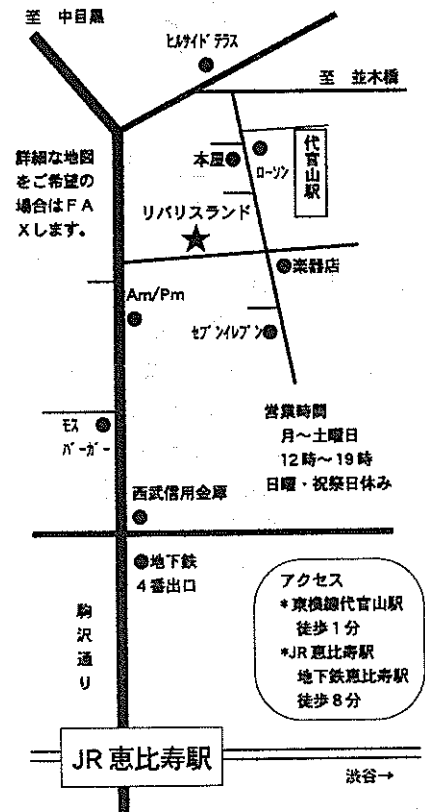 至　中目黒
ヒルサイドテラス
至　並木橋
代官山駅
本屋
ローソン
詳細な地図
をご希望の
場合はＦＡ
Ｘします。
リバリスランド
楽器店
Am/Pm
セブンイレブン
営業時間
月～土曜日
12時～19時
日曜・祝祭日休み
モス
バーガー
西武信用金庫
地下鉄
４番出口
駒沢通り
アクセス
*東横線代官山駅
徒歩１分
*JR恵比寿駅
地下鉄恵比寿駅
徒歩８分
JR恵比寿駅
渋谷→